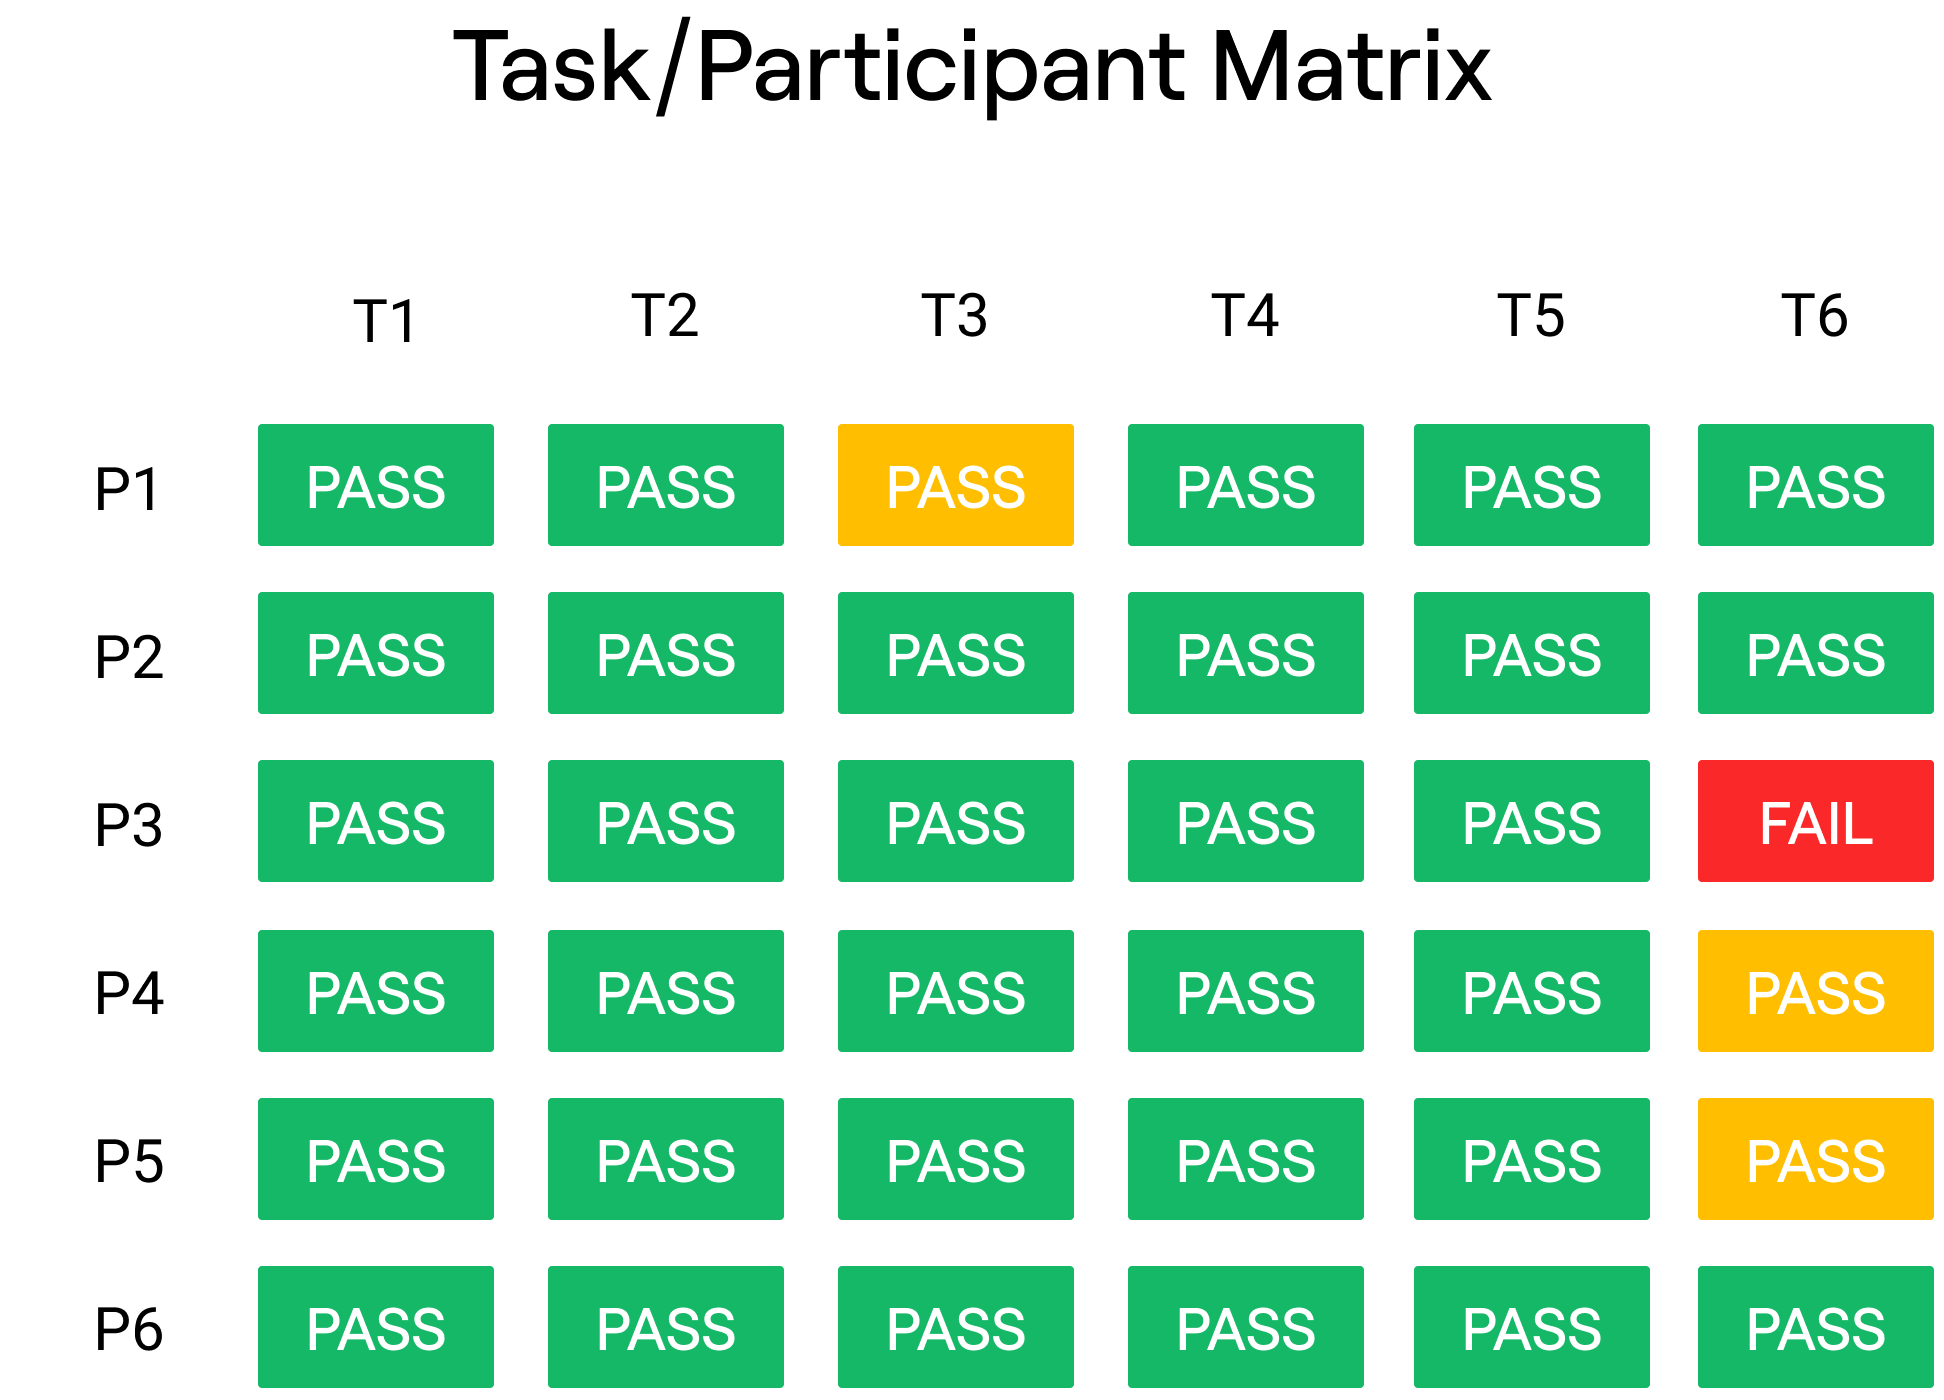 Task/Participant Matrix
T1 T2 T3 T4 T5 T6
P1 PASS PASS PASS PASS PASS PASS
P2 PASS PASS PASS PASS PASS PASS
P3 PASS PASS PASS PASS PASS FAIL
P4 PASS PASS PASS PASS PASS PASS
P5 PASS PASS PASS PASS PASS PASS
P6 PASS PASS PASS PASS PASS PASS